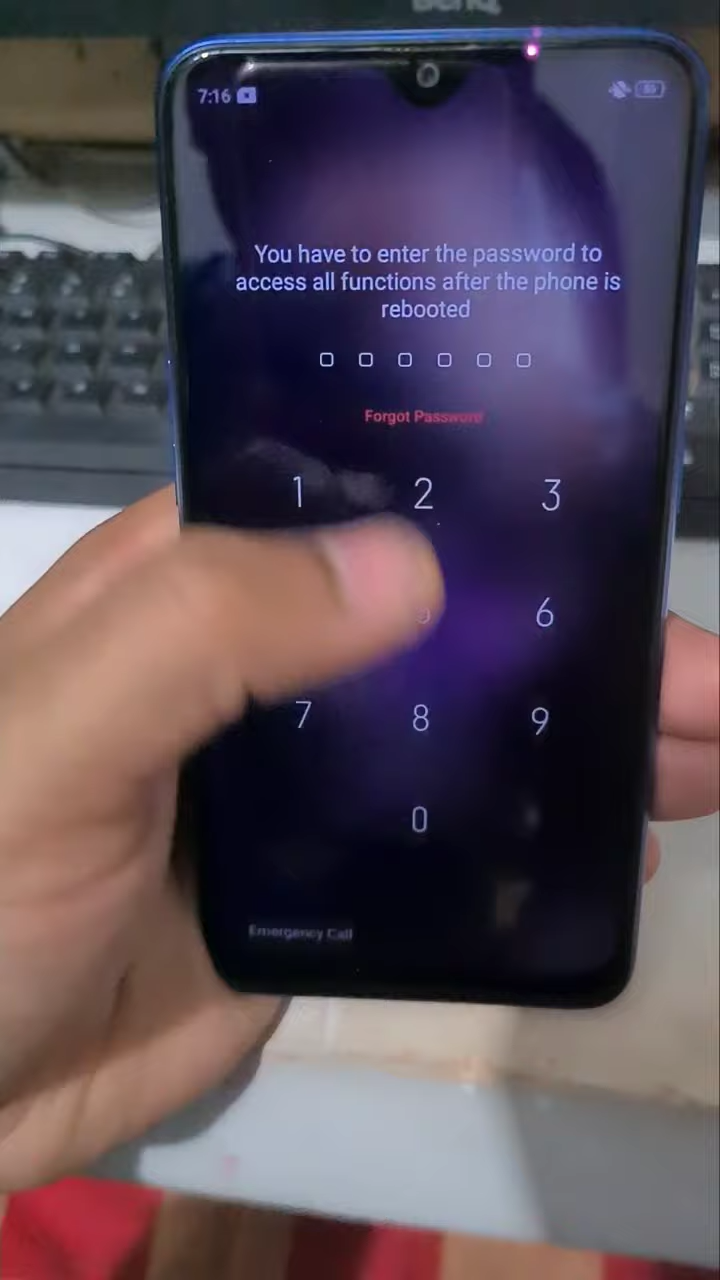 BenQ
7:16
You have to enter the password to
access all functions after the phone is
rebooted
Forgot Password
1 2 3
6
7 8 9
0
Emergency Call